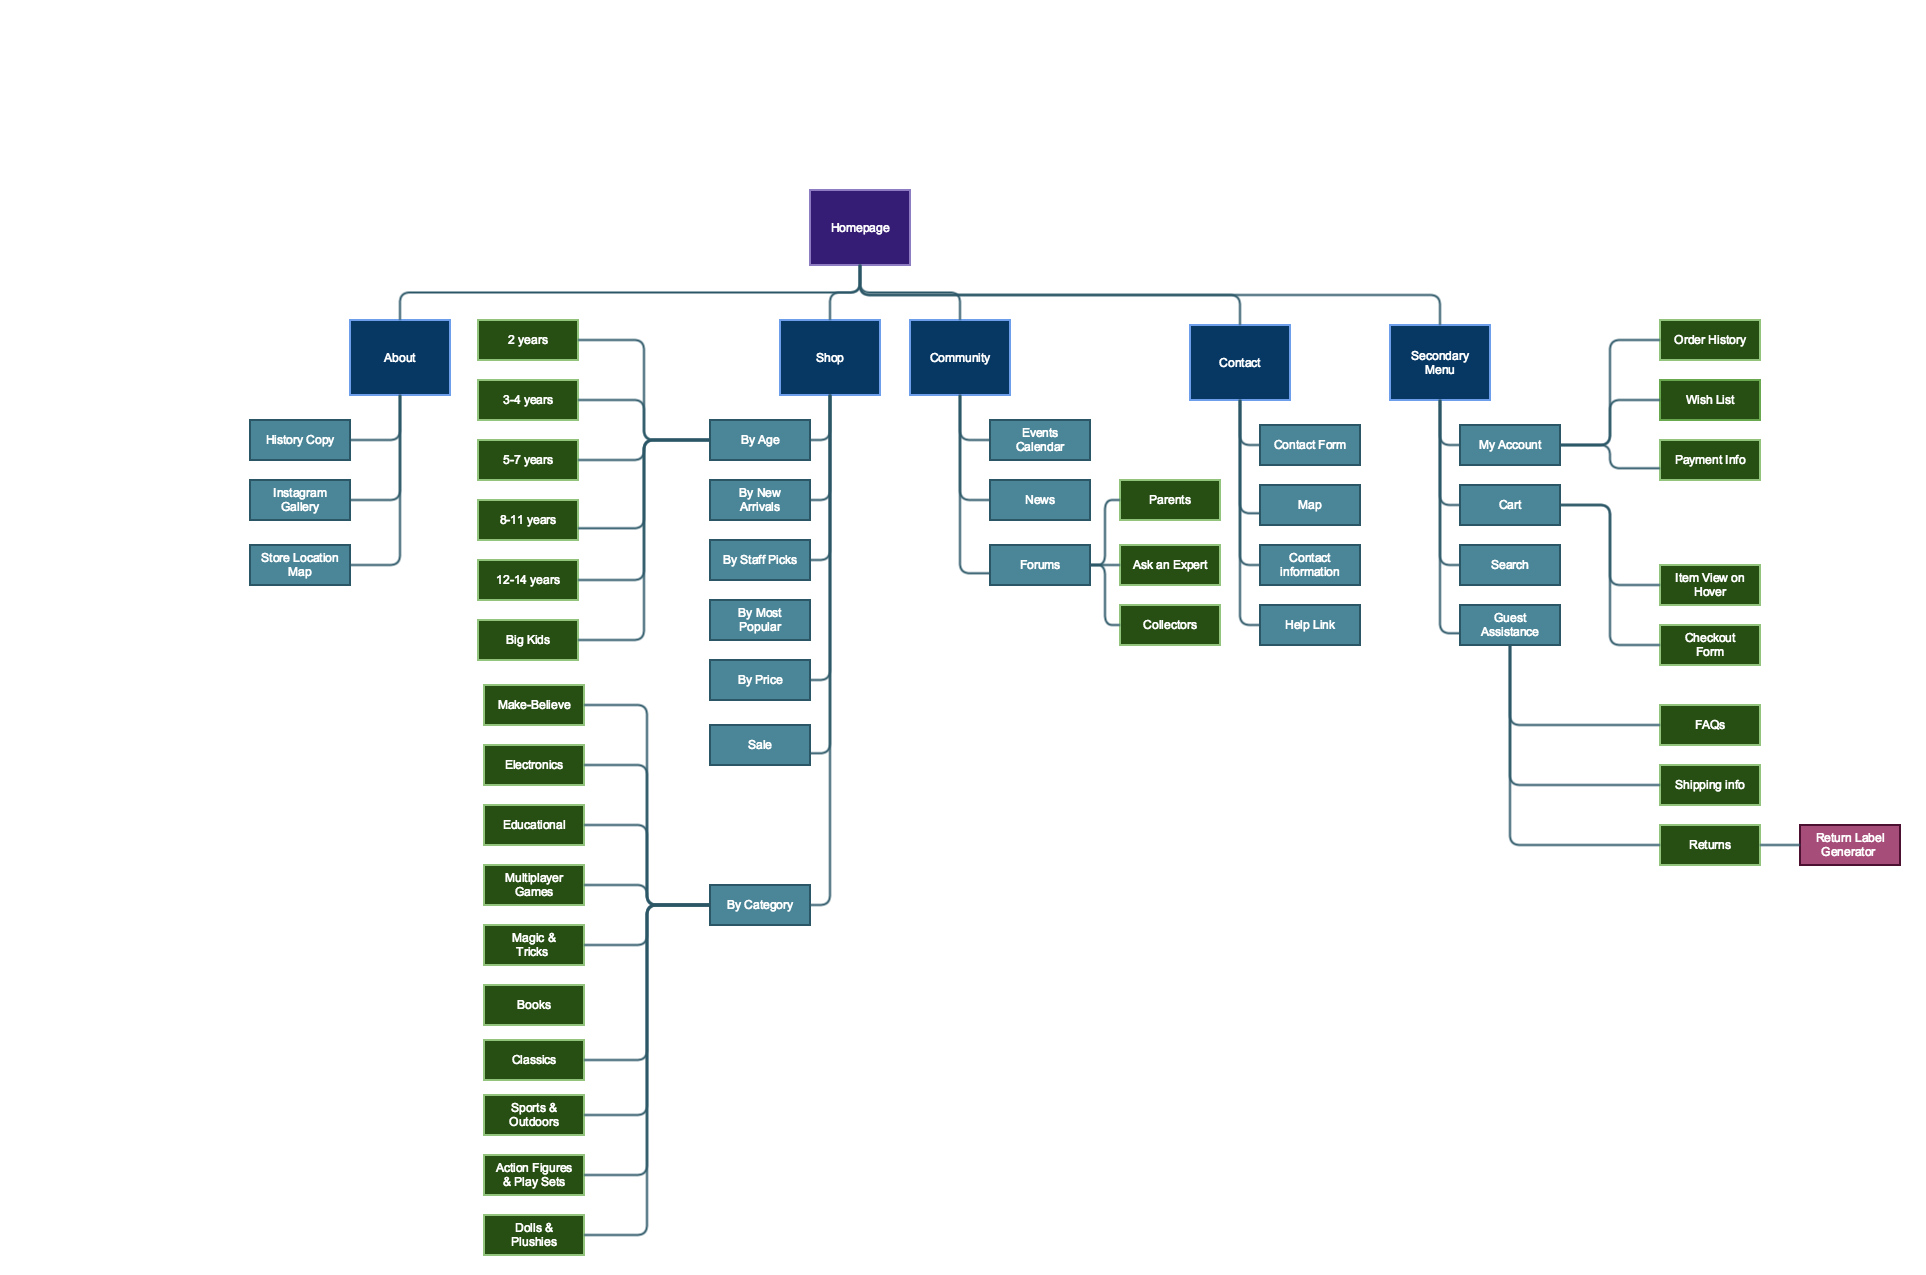 Homepage
About
History Copy
Instagram
Gallery
Store Location
Map
Shop
By Age
2 years
3-4 years
5-7 years
8-11 years
12-14 years
Big Kids
By New
Arrivals
By Staff Picks
By Most
Popular
By Price
Sale
By Category
Make-Believe
Electronics
Educational
Multiplayer
Games
Magic &
Tricks
Books
Classics
Sports &
Outdoors
Action Figures
& Play Sets
Dolls &
Plushies
Community
Events
Calendar
News
Forums
Parents
Ask an Expert
Collectors
Contact
Contact Form
Map
Contact
information
Help Link
Secondary
Menu
My Account
Order History
Wish List
Payment Info
Cart
Item View on
Hover
Checkout
Form
Search
Guest
Assistance
FAQs
Shipping info
Returns
Return Label
Generator